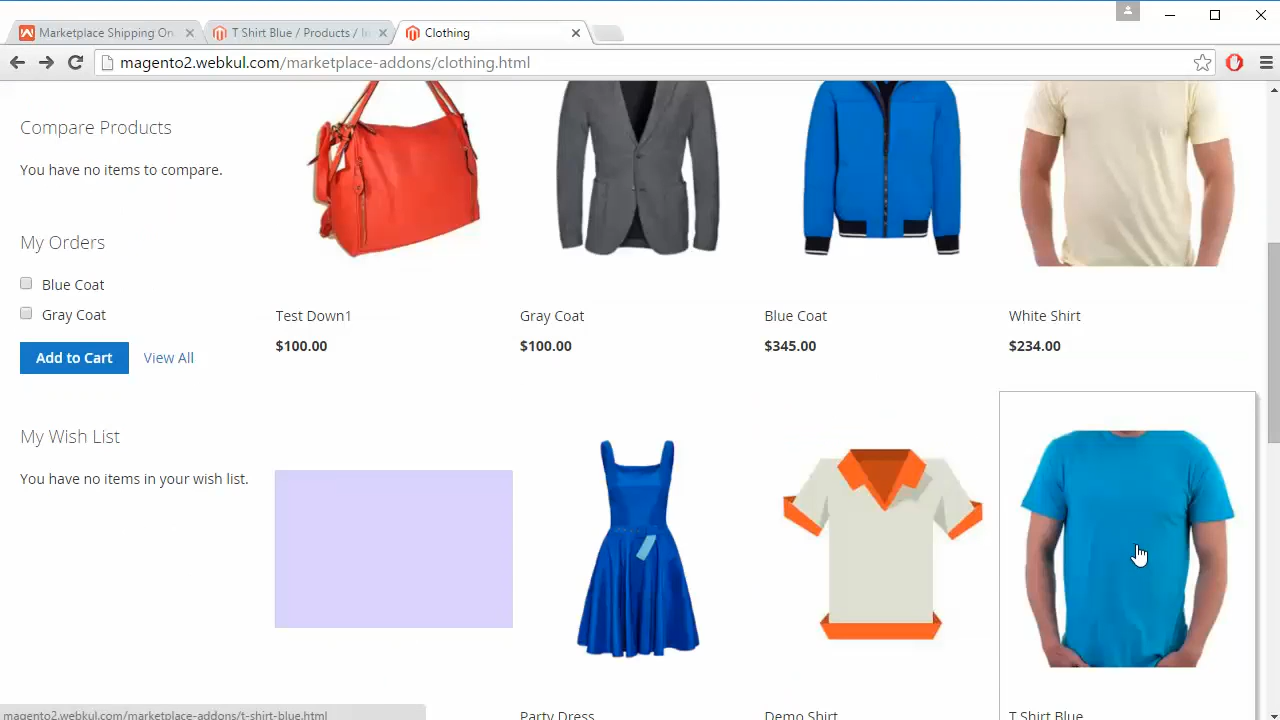 Marketplace Shipping Or
T Shirt Blue / Products / In
Clothing
magento2.webkul.com/marketplace-addons/clothing.html
Compare Products
You have no items to compare.
My Orders
Blue Coat
Gray Coat
Add to Cart
View All
My Wish List
You have no items in your wish list.
Test Down1
$100.00
Gray Coat
$100.00
Blue Coat
$345.00
White Shirt
$234.00
Party Dress
Demo Shirt
T Shirt Blue
magento2.webkul.com/marketplace-addons/t-shirt-blue.html